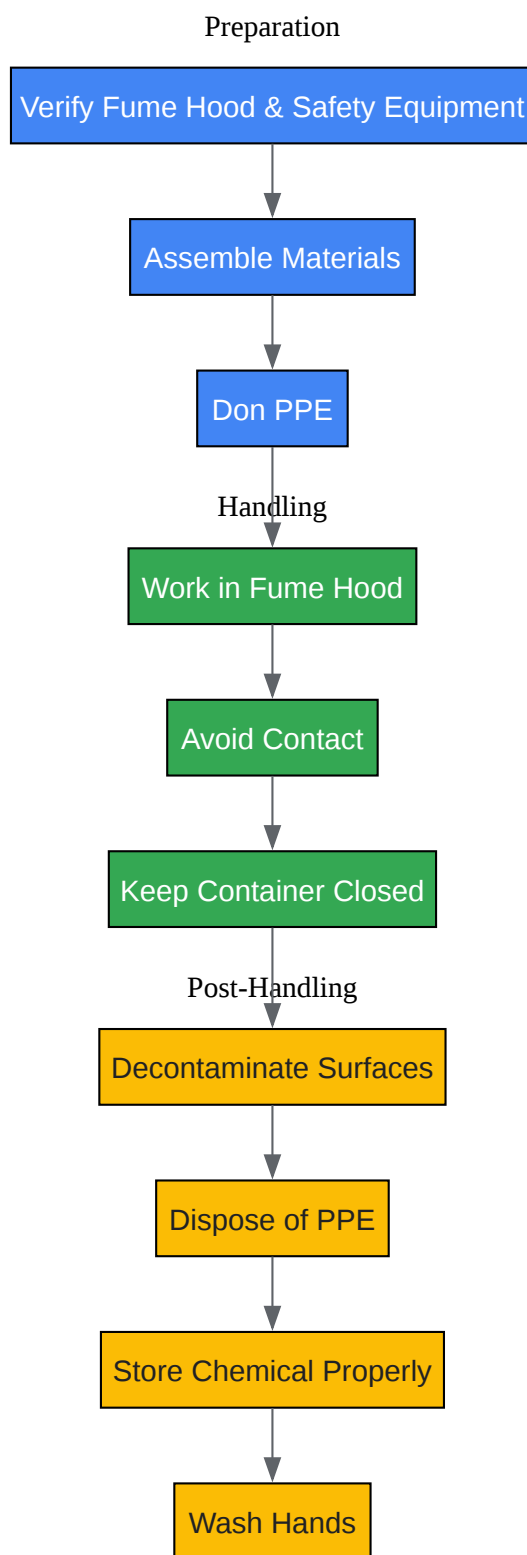 Preparation
Verify Fume Hood & Safety Equipment
Assemble Materials
Don PPE
Handling
Work in Fume Hood
Avoid Contact
Keep Container Closed
Post-Handling
Decontaminate Surfaces
Dispose of PPE
Store Chemical Properly
Wash Hands